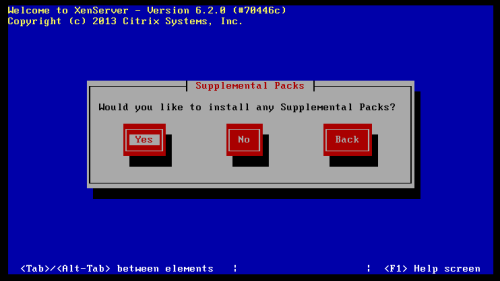 Welcome to XenServer - Version 6.2.0 (#70446c)
Copyright (c) 2013 Citrix Systems, Inc.
Supplemental Packs
Would you like to install any Supplemental Packs?
Yes No Back
<Tab>/<Alt-Tab> between elements | | <F1> Help screen